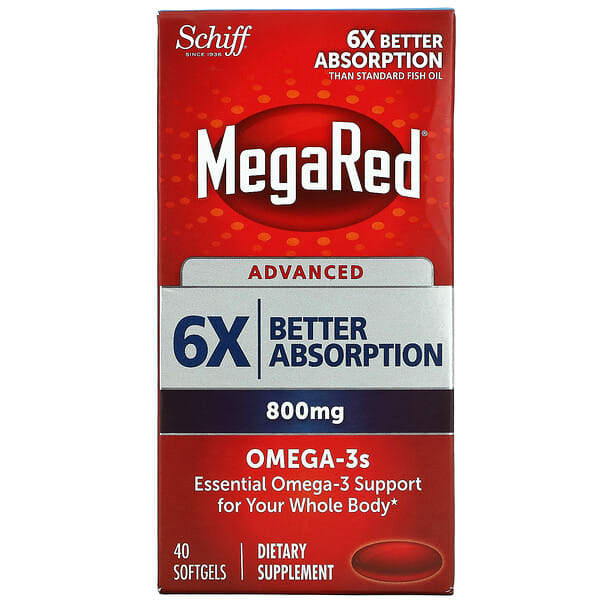 Schiff
SINCE 1936
6X BETTER
ABSORPTION
THAN STANDARD FISH OIL
MegaRed®
ADVANCED
6X BETTER
ABSORPTION
800mg
OMEGA-3s
Essential Omega-3 Support
for Your Whole Body*
40
SOFTGELS
DIETARY
SUPPLEMENT